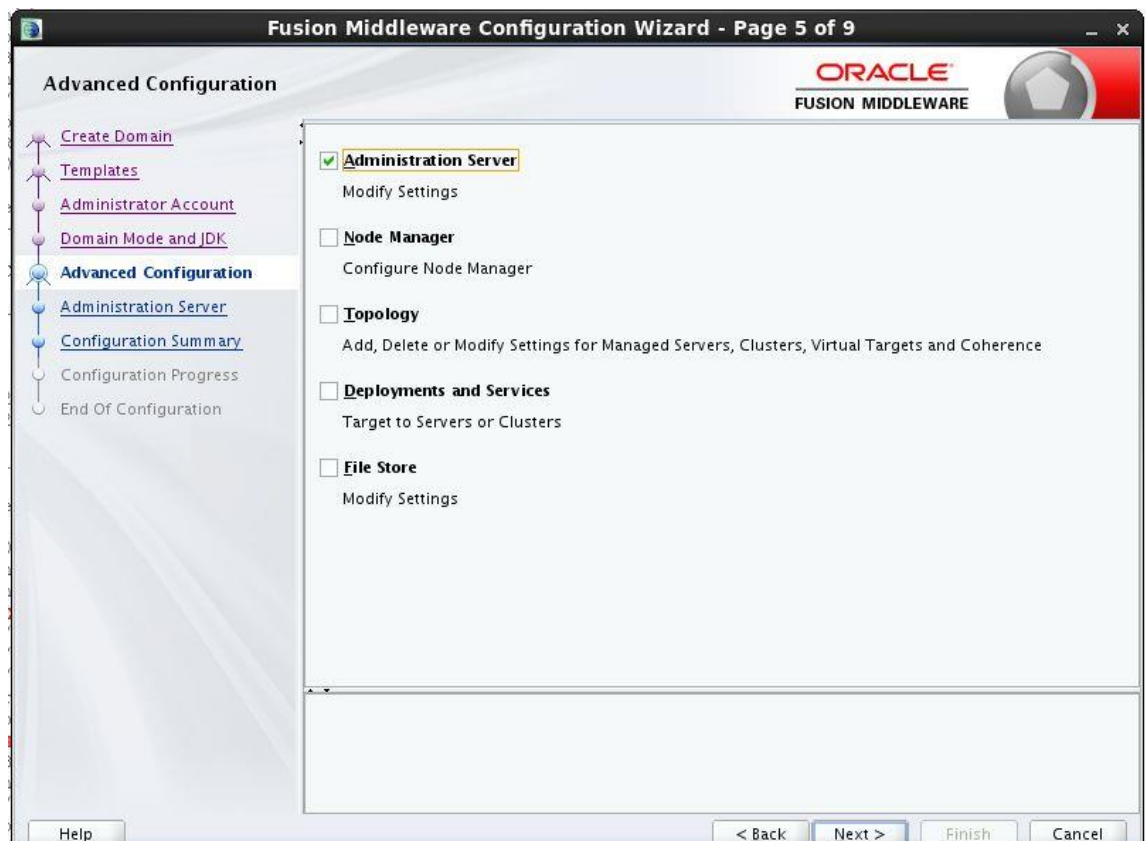 Fusion Middleware Configuration Wizard - Page 5 of 9
Advanced Configuration
ORACLE
FUSION MIDDLEWARE
Create Domain
Templates
Administrator Account
Domain Mode and JDK
Advanced Configuration
Administration Server
Configuration Summary
Configuration Progress
End Of Configuration
Administration Server
Modify Settings
Node Manager
Configure Node Manager
Topology
Add, Delete or Modify Settings for Managed Servers, Clusters, Virtual Targets and Coherence
Deployments and Services
Target to Servers or Clusters
File Store
Modify Settings
Help
< Back
Next >
Finish
Cancel